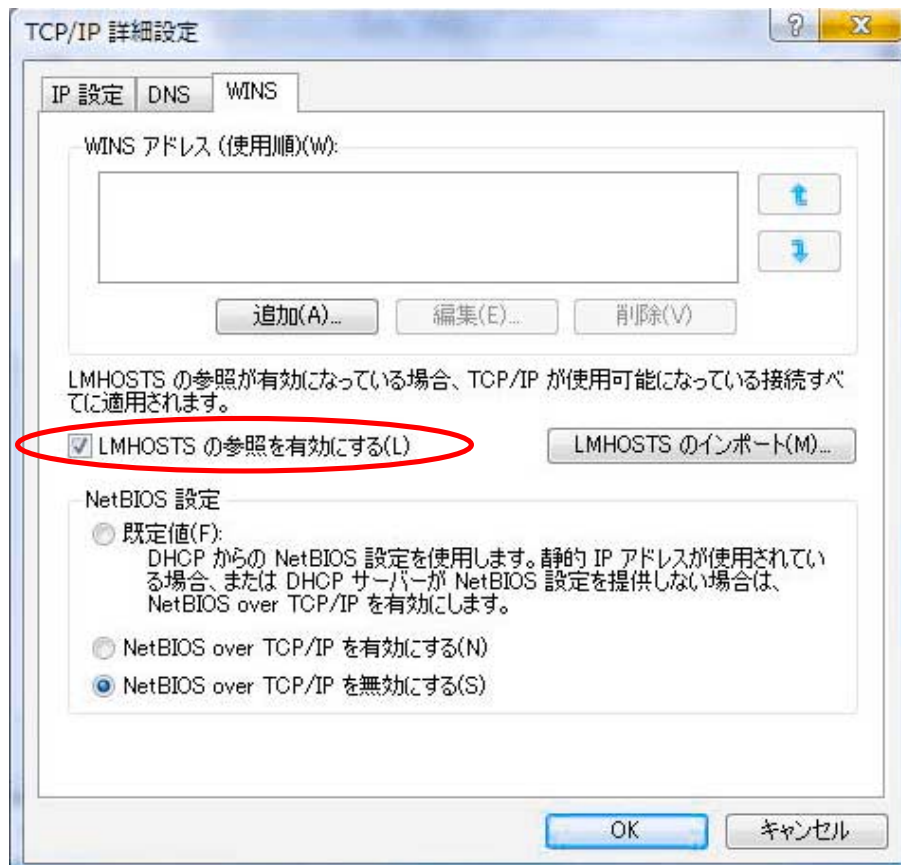 TCP/IP 詳細設定
IP 設定 DNS WINS
WINS アドレス (使用順)(W):
追加(A)... 編集(E)... 削除(V)
LMHOSTS の参照が有効になっている場合、TCP/IP が使用可能になっている接続すべ
てに適用されます。
LMHOSTS の参照を有効にする(L) LMHOSTS のインポート(M)...
NetBIOS 設定
既定値(F):
DHCP からの NetBIOS 設定を使用します。静的 IP アドレスが使用されてい
る場合、または DHCP サーバーが NetBIOS 設定を提供しない場合は、
NetBIOS over TCP/IP を有効にします。
NetBIOS over TCP/IP を有効にする(N)
NetBIOS over TCP/IP を無効にする(S)
OK キャンセル